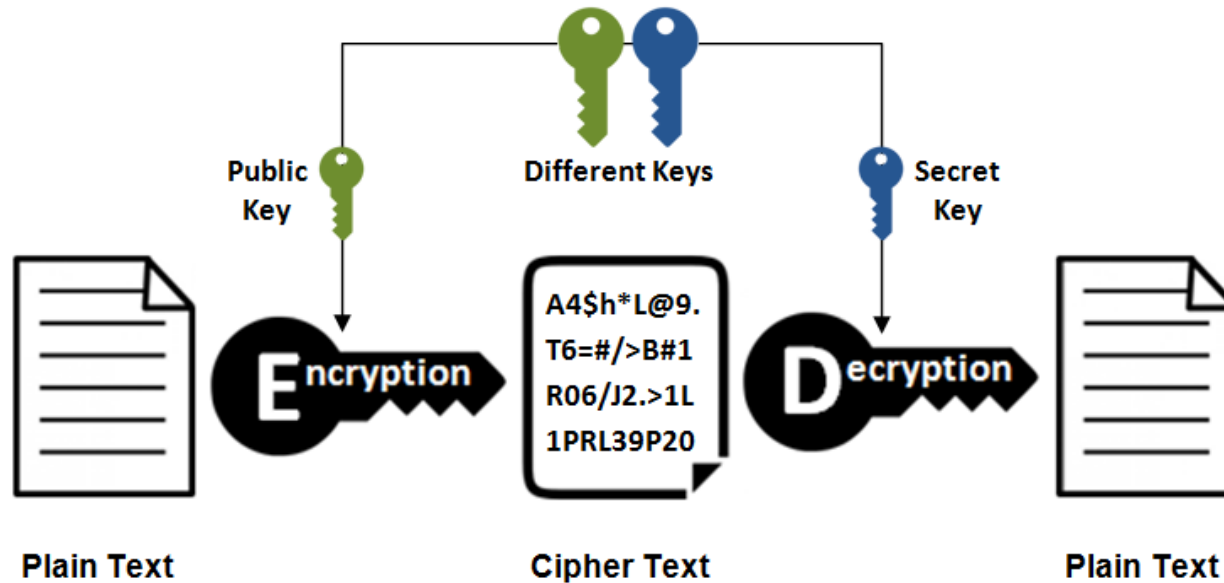 Public
Key
Different Keys
Secret
Key
Encryption
A4$h*L@9.
T6=#/>B#1
R06/J2.>1L
1PRL39P20
Decryption
Plain Text
Cipher Text
Plain Text